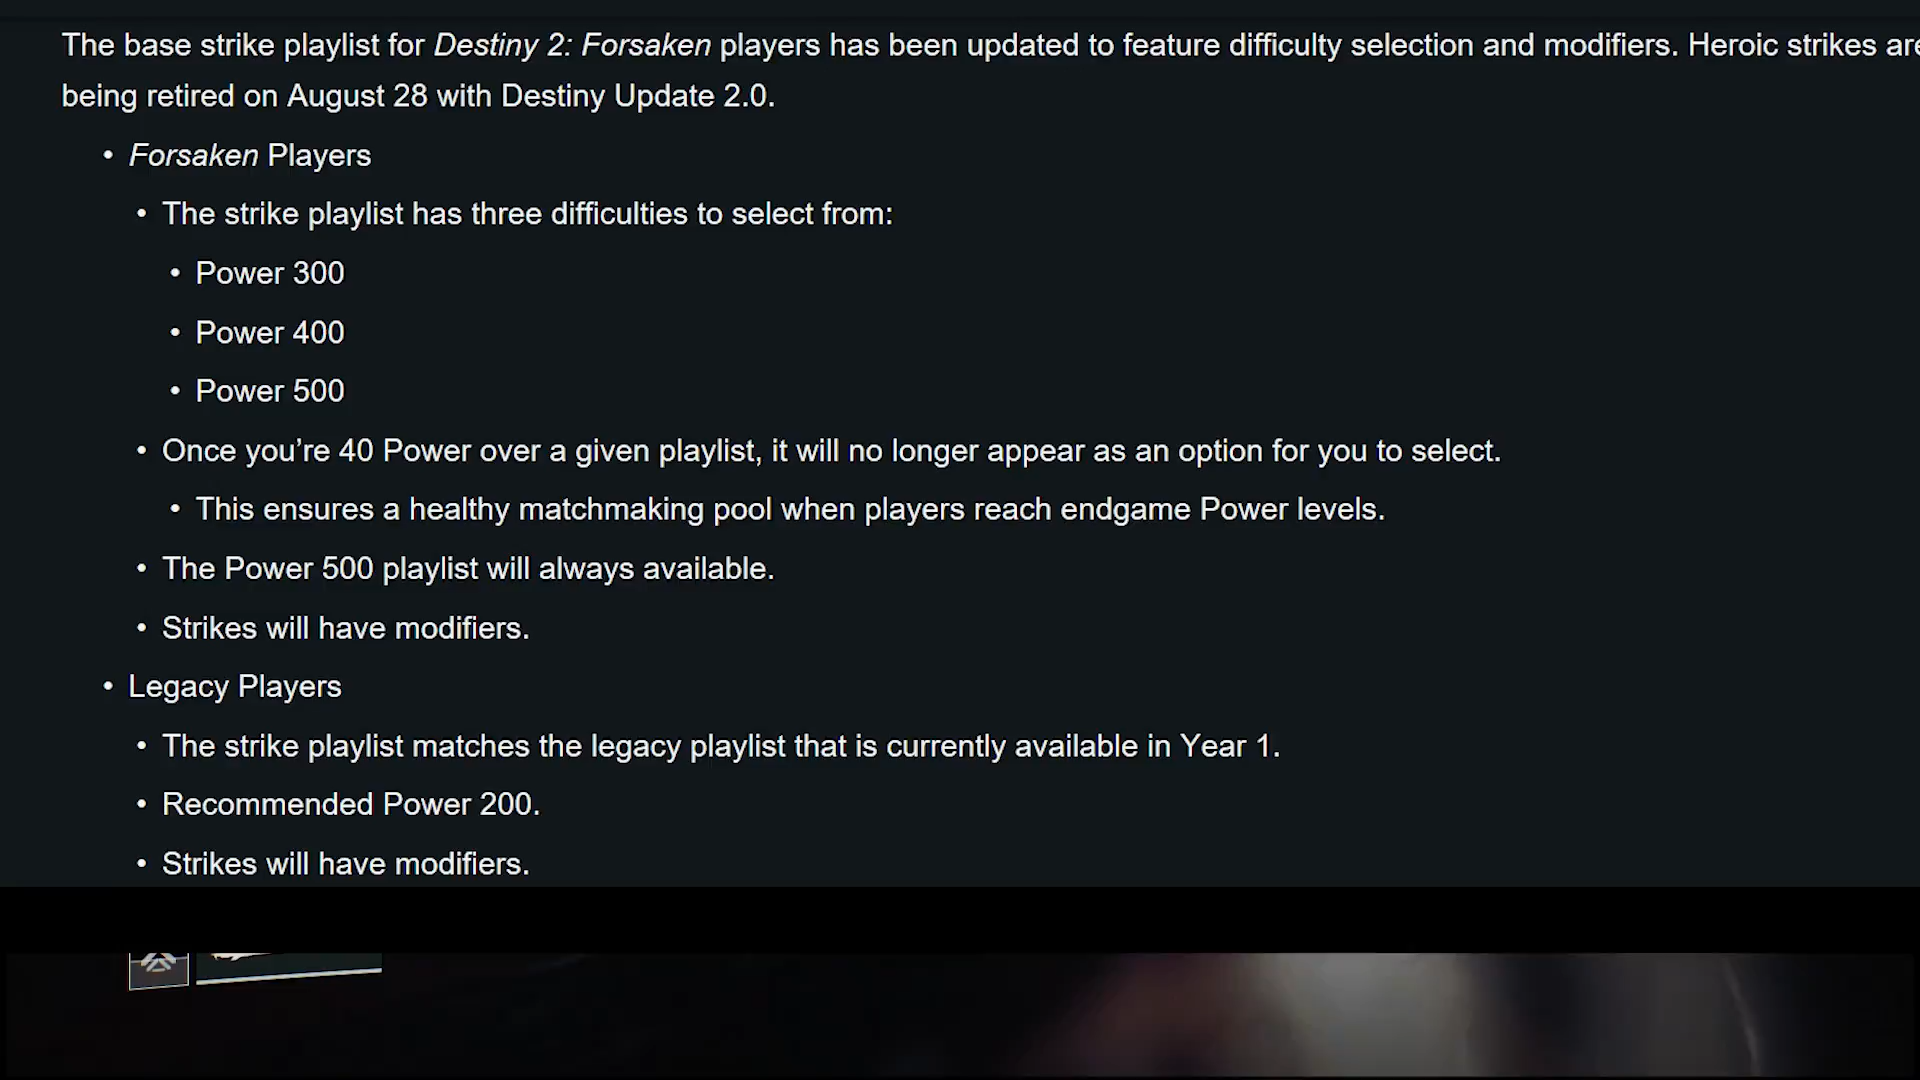 The base strike playlist for Destiny 2: Forsaken players has been updated to feature difficulty selection and modifiers. Heroic strikes are
being retired on August 28 with Destiny Update 2.0.
• Forsaken Players
• The strike playlist has three difficulties to select from:
• Power 300
• Power 400
• Power 500
• Once you’re 40 Power over a given playlist, it will no longer appear as an option for you to select.
• This ensures a healthy matchmaking pool when players reach endgame Power levels.
• The Power 500 playlist will always available.
• Strikes will have modifiers.
• Legacy Players
• The strike playlist matches the legacy playlist that is currently available in Year 1.
• Recommended Power 200.
• Strikes will have modifiers.